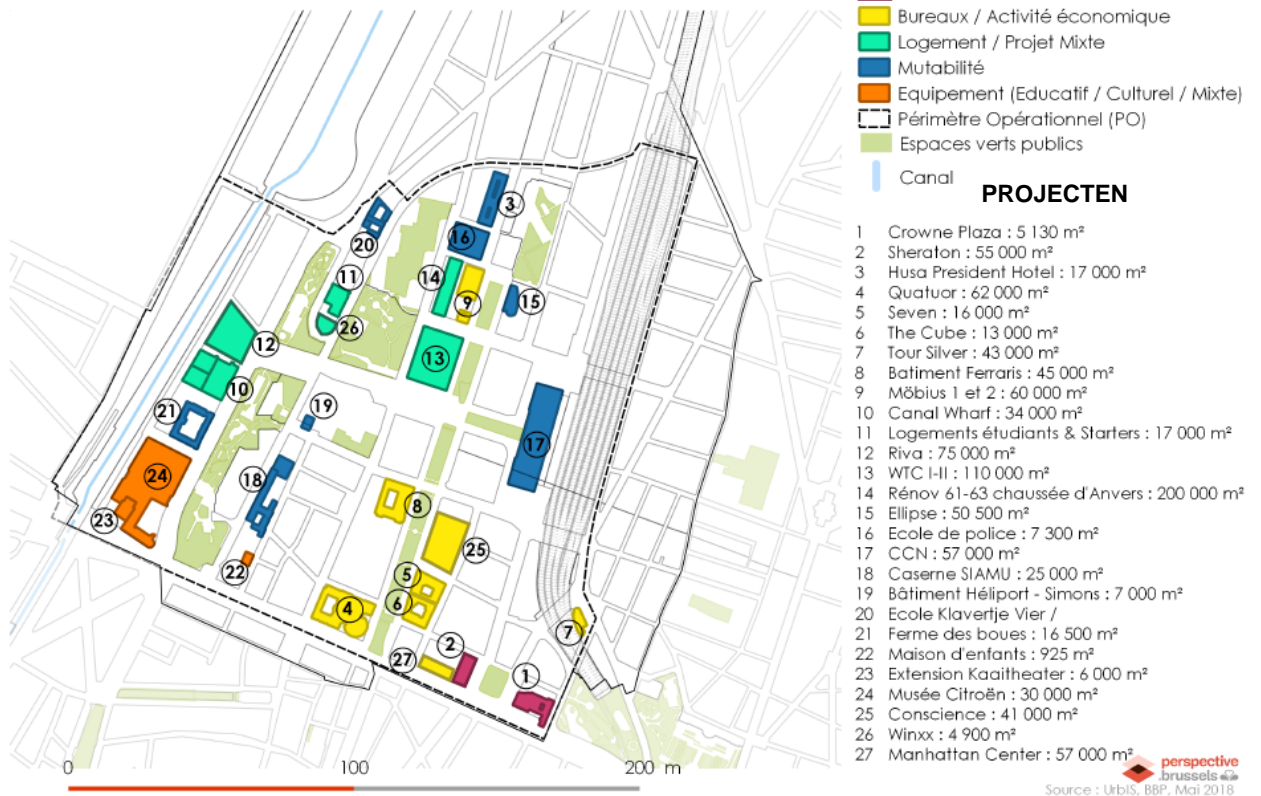 Bureaux / Activité économique
Logement / Projet Mixte
Mutabilité
Equipement (Educatif / Culturel / Mixte)
Périmètre Opérationnel (PO)
Espaces verts publics
Canal
PROJECTEN
1 Crowne Plaza : 5 130 m²
2 Sheraton : 55 000 m²
3 Husa President Hotel : 17 000 m²
4 Quatuor : 62 000 m²
5 Seven : 16 000 m²
6 The Cube : 13 000 m²
7 Tour Silver : 43 000 m²
8 Batiment Ferraris : 45 000 m²
9 Möbius 1 et 2 : 60 000 m²
10 Canal Wharf : 34 000 m²
11 Logements étudiants & Starters : 17 000 m²
12 Riva : 75 000 m²
13 WTC I-II : 110 000 m²
14 Rénov 61-63 chaussée d'Anvers : 200 000 m²
15 Ellipse : 50 500 m²
16 Ecole de police : 7 300 m²
17 CCN : 57 000 m²
18 Caserne SIAMU : 25 000 m²
19 Bâtiment Héliport - Simons : 7 000 m²
20 Ecole Klavertje Vier /
21 Ferme des boues : 16 500 m²
22 Maison d'enfants : 925 m²
23 Extension Kaaitheater : 6 000 m²
24 Musée Citroën : 30 000 m²
25 Conscience : 41 000 m²
26 Winxx : 4 900 m²
27 Manhattan Center : 57 000 m²
perspective
.brussels
Source : UrbIS, BBP, Mai 2018
3
20
16
11
14
9
15
26
12
13
10
21
19
17
24
18
8
23
25
22
5
4
6
7
2
27
1
0 100 200 m